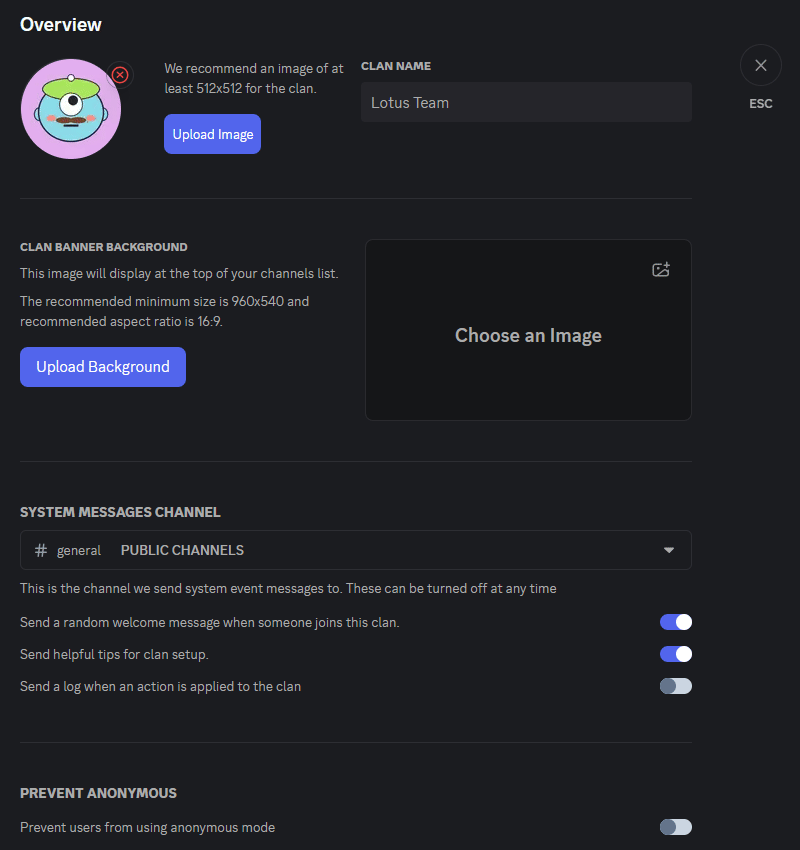 Overview
We recommend an image of at
least 512x512 for the clan.
Upload Image
CLAN NAME
Lotus Team
ESC
CLAN BANNER BACKGROUND
This image will display at the top of your channels list.
The recommended minimum size is 960x540 and
recommended aspect ratio is 16:9.
Upload Background
Choose an Image
SYSTEM MESSAGES CHANNEL
# general PUBLIC CHANNELS
This is the channel we send system event messages to. These can be turned off at any time
Send a random welcome message when someone joins this clan.
Send helpful tips for clan setup.
Send a log when an action is applied to the clan
PREVENT ANONYMOUS
Prevent users from using anonymous mode